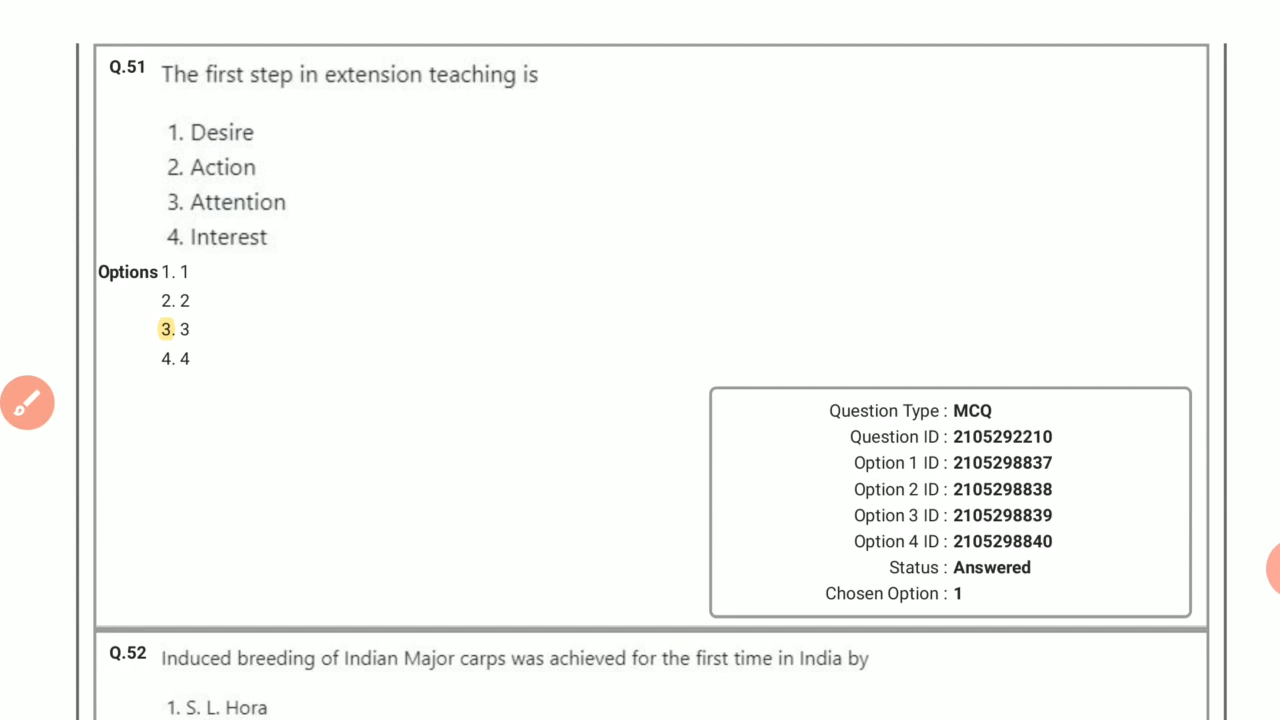 Q.51 The first step in extension teaching is
1. Desire
2. Action
3. Attention
4. Interest
Options 1. 1
2. 2
3. 3
4. 4
Question Type : MCQ
Question ID : 2105292210
Option 1 ID : 2105298837
Option 2 ID : 2105298838
Option 3 ID : 2105298839
Option 4 ID : 2105298840
Status : Answered
Chosen Option : 1
Q.52 Induced breeding of Indian Major carps was achieved for the first time in India by
1. S. L. Hora